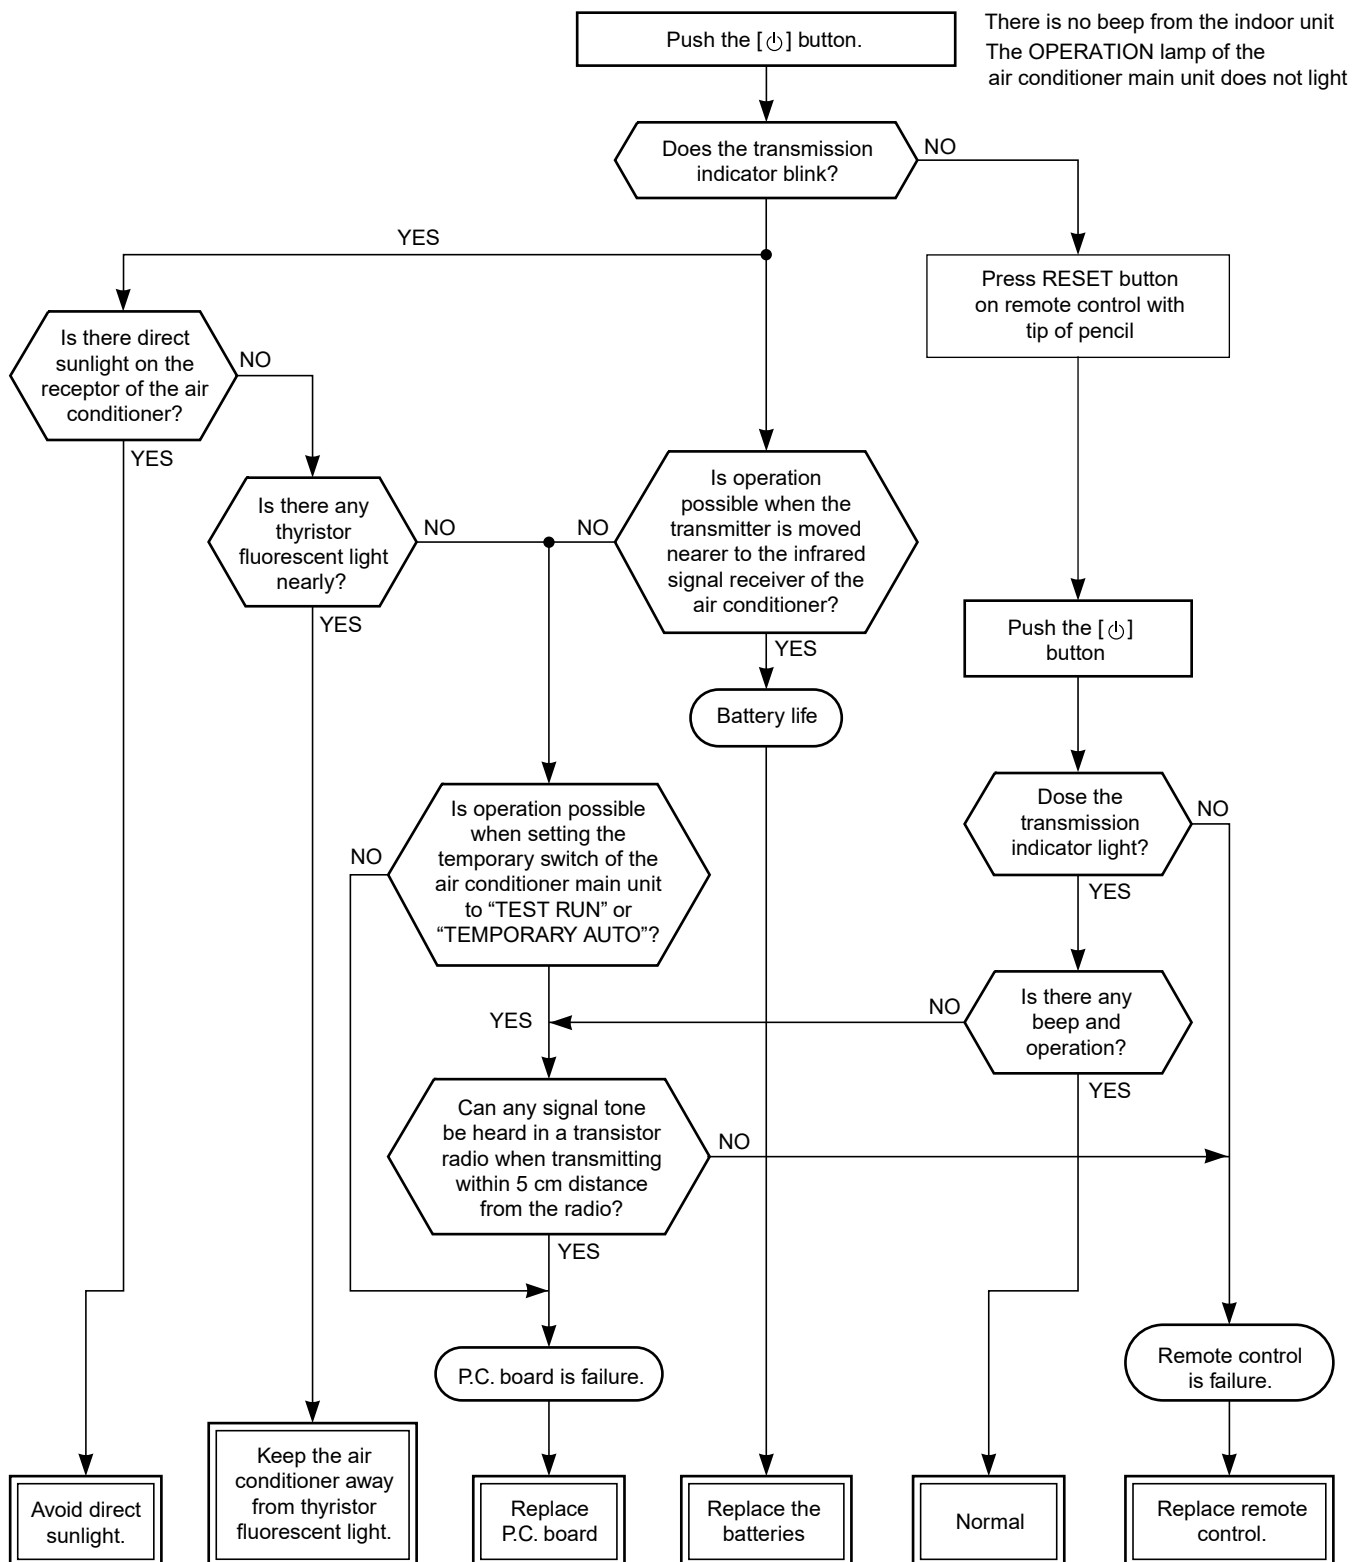 Push the [⏻] button.
There is no beep from the indoor unit
The OPERATION lamp of the
air conditioner main unit does not light
Does the transmission
indicator blink?
NO
YES
Press RESET button
on remote control with
tip of pencil
Is there direct
sunlight on the
receptor of the air
conditioner?
NO
YES
Is there any
thyristor
fluorescent light
nearly?
NO
YES
Is operation
possible when the
transmitter is moved
nearer to the infrared
signal receiver of the
air conditioner?
NO
YES
Push the [⏻]
button
Battery life
Is operation possible
when setting the
temporary switch of the
air conditioner main unit
to “TEST RUN” or
“TEMPORARY AUTO”?
NO
YES
Dose the
transmission
indicator light?
NO
YES
Is there any
beep and
operation?
NO
YES
Can any signal tone
be heard in a transistor
radio when transmitting
within 5 cm distance
from the radio?
NO
YES
P.C. board is failure.
Remote control
is failure.
Avoid direct
sunlight.
Keep the air
conditioner away
from thyristor
fluorescent light.
Replace
P.C. board
Replace the
batteries
Normal
Replace remote
control.